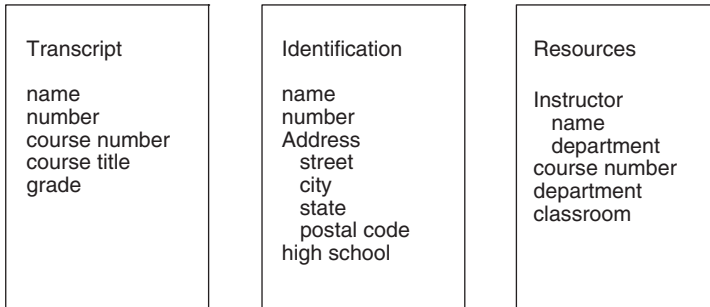 Transcript
name
number
course number
course title
grade
Identification
name
number
Address
street
city
state
postal code
high school
Resources
Instructor
name
department
course number
department
classroom